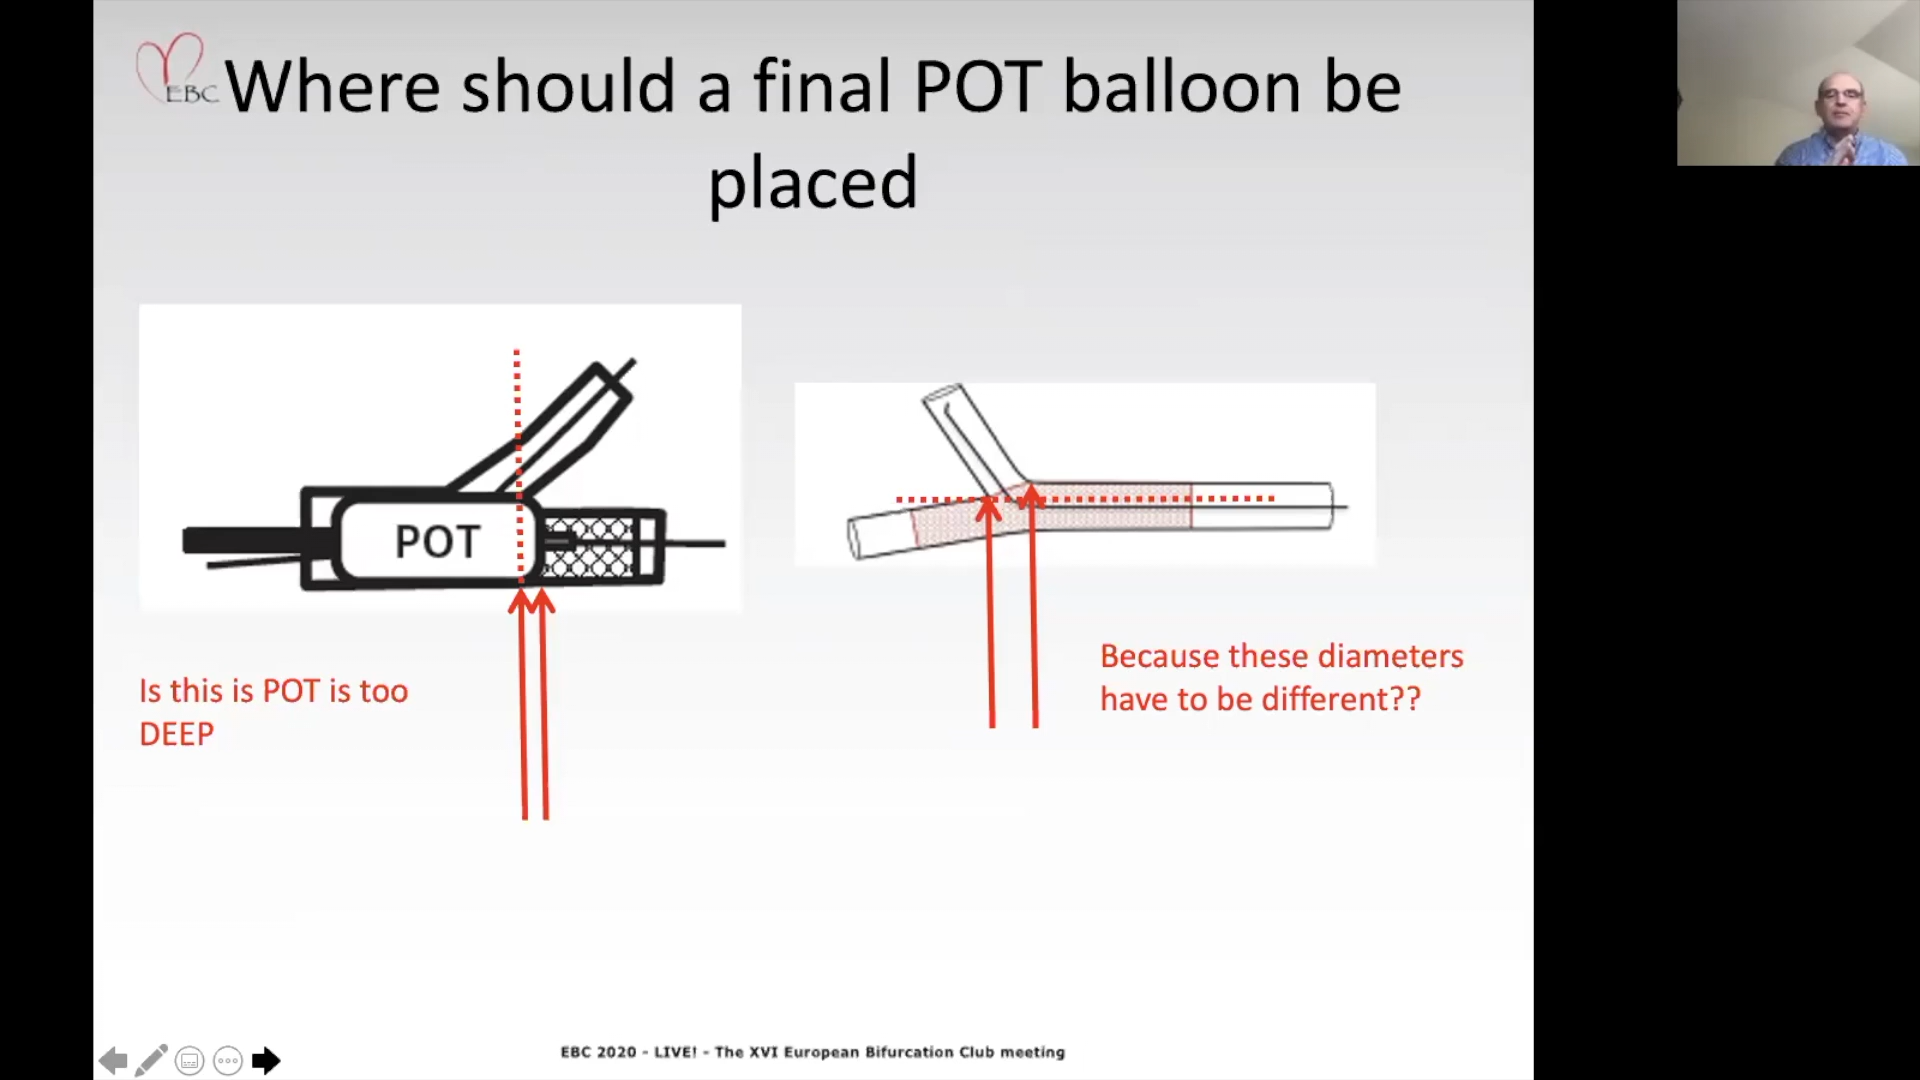 EBC
Where should a final POT balloon be
placed
POT
Is this is POT is too
DEEP
Because these diameters
have to be different??
EBC 2020 - LIVE! - The XVI European Bifurcation Club meeting